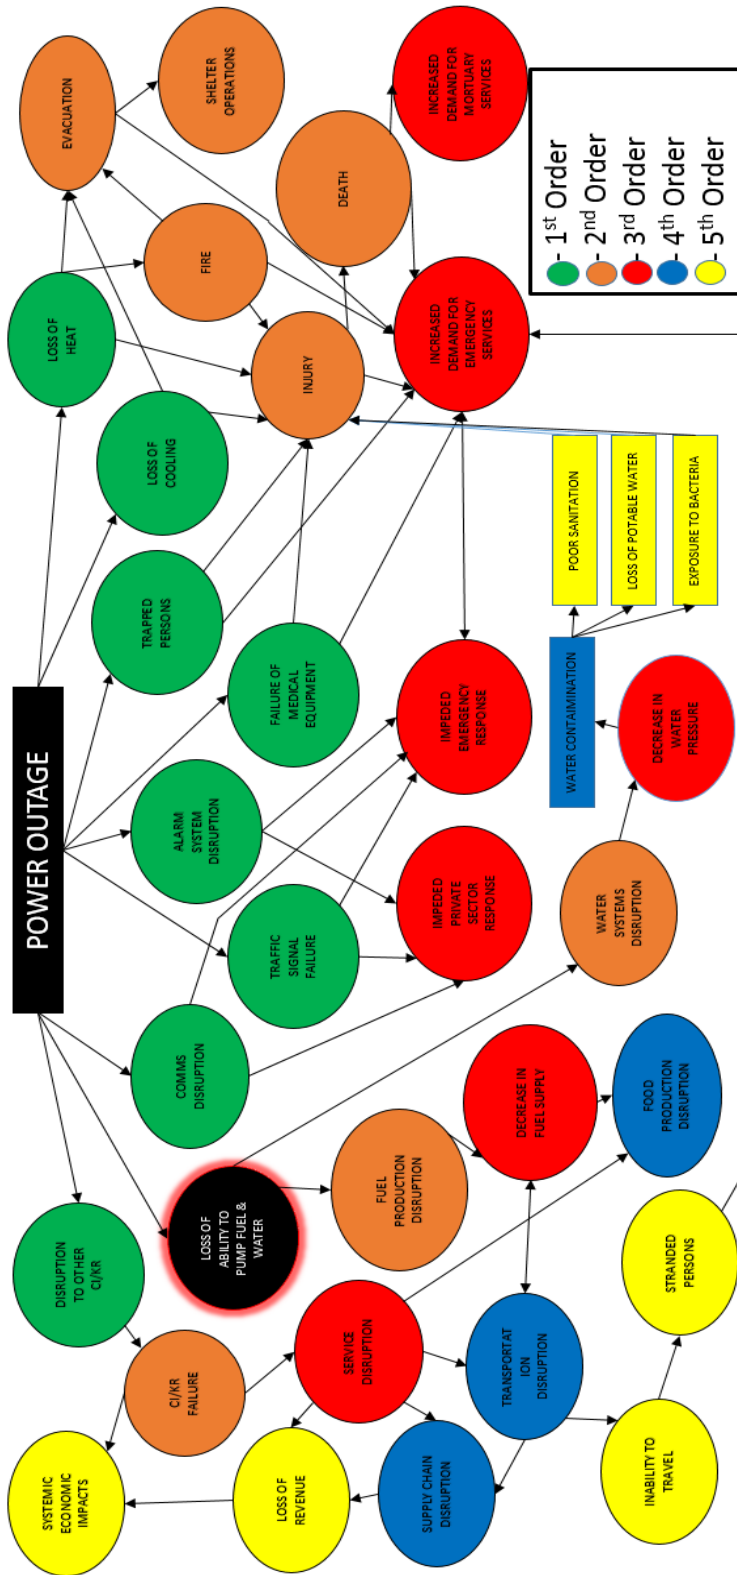 POWER OUTAGE
SYSTEMIC
ECONOMIC
IMPACTS
DISRUPTION
TO OTHER
CI/KR
CI/KR
FAILURE
LOSS OF
REVENUE
LOSS OF
ABILITY TO
PUMP FUEL &
WATER
COMMS
DISRUPTION
TRAFFIC
SIGNAL
FAILURE
ALARM
SYSTEM
DISRUPTION
FAILURE OF
MEDICAL
EQUIPMENT
TRAPPED
PERSONS
LOSS OF
COOLING
LOSS OF
HEAT
EVACUATION
SHELTER
OPERATIONS
FIRE
INJURY
DEATH
SUPPLY CHAIN
DISRUPTION
SERVICE
DISRUPTION
FUEL
PRODUCTION
DISRUPTION
IMPEDED
PRIVATE
SECTOR
RESPONSE
IMPEDED
EMERGENCY
RESPONSE
INCREASED
DEMAND FOR
EMERGENCY
SERVICES
INCREASED
DEMAND FOR
MORTUARY
SERVICES
TRANSPORTAT
ION
DISRUPTION
DECREASE IN
FUEL SUPPLY
WATER
SYSTEMS
DISRUPTION
WATER CONTAIMINATION
POOR SANITATION
LOSS OF POTABLE WATER
EXPOSURE TO BACTERIA
INABILITY TO
TRAVEL
STRANDED
PERSONS
FOOD
PRODUCTION
DISRUPTION
DECREASE IN
WATER
PRESSURE
- 1st Order
- 2nd Order
- 3rd Order
- 4th Order
- 5th Order